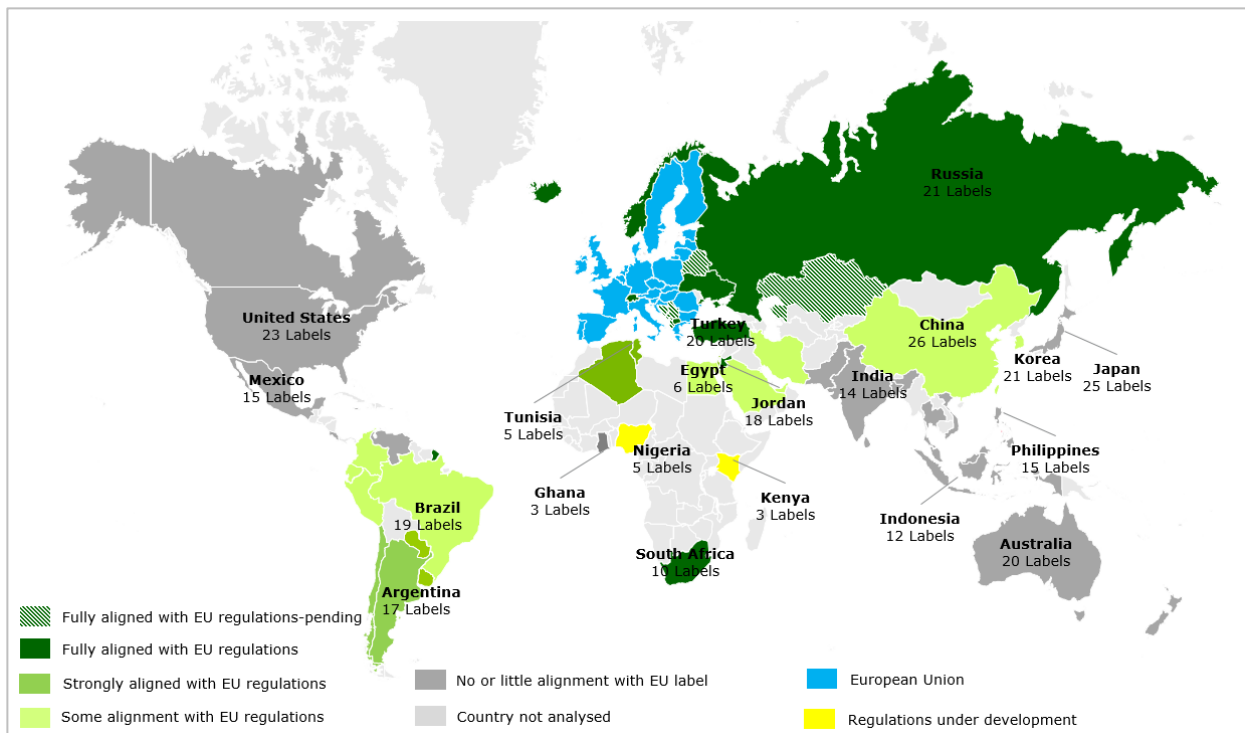 Russia
21 Labels
United States
23 Labels
Turkey
20 Labels
China
26 Labels
Korea
21 Labels
Japan
25 Labels
Mexico
15 Labels
Egypt
6 Labels
India
14 Labels
Jordan
18 Labels
Tunisia
5 Labels
Nigeria
5 Labels
Philippines
15 Labels
Ghana
3 Labels
Kenya
3 Labels
Brazil
19 Labels
Indonesia
12 Labels
Australia
20 Labels
South Africa
10 Labels
Argentina
17 Labels
Fully aligned with EU regulations-pending
Fully aligned with EU regulations
Strongly aligned with EU regulations
Some alignment with EU regulations
No or little alignment with EU label
Country not analysed
European Union
Regulations under development